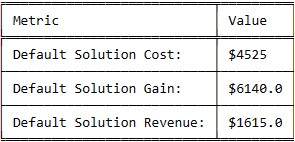 Metric Value
Default Solution Cost: $4525
Default Solution Gain: $6140.0
Default Solution Revenue: $1615.0